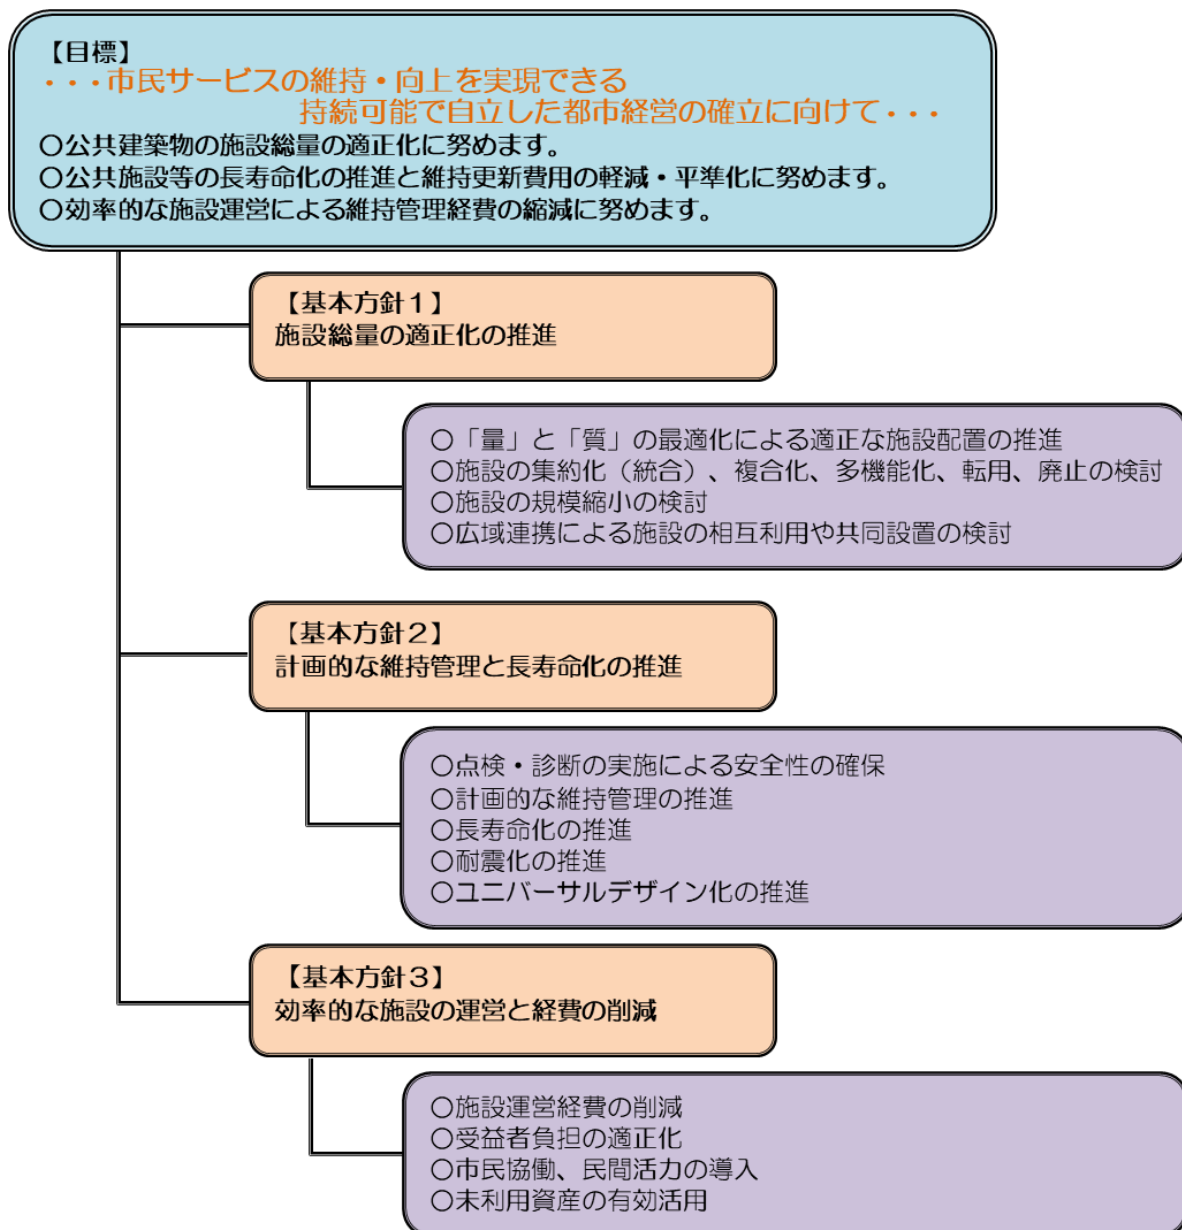 【目標】
・・・市民サービスの維持・向上を実現できる
持続可能で自立した都市経営の確立に向けて・・・
〇公共建築物の施設総量の適正化に努めます。
〇公共施設等の長寿命化の推進と維持更新費用の軽減・平準化に努めます。
〇効率的な施設運営による維持管理経費の縮減に努めます。
【基本方針１】
施設総量の適正化の推進
〇「量」と「質」の最適化による適正な施設配置の推進
〇施設の集約化（統合）、複合化、多機能化、転用、廃止の検討
〇施設の規模縮小の検討
〇広域連携による施設の相互利用や共同設置の検討
【基本方針２】
計画的な維持管理と長寿命化の推進
〇点検・診断の実施による安全性の確保
〇計画的な維持管理の推進
〇長寿命化の推進
〇耐震化の推進
〇ユニバーサルデザイン化の推進
【基本方針３】
効率的な施設の運営と経費の削減
〇施設運営経費の削減
〇受益者負担の適正化
〇市民協働、民間活力の導入
〇未利用資産の有効活用